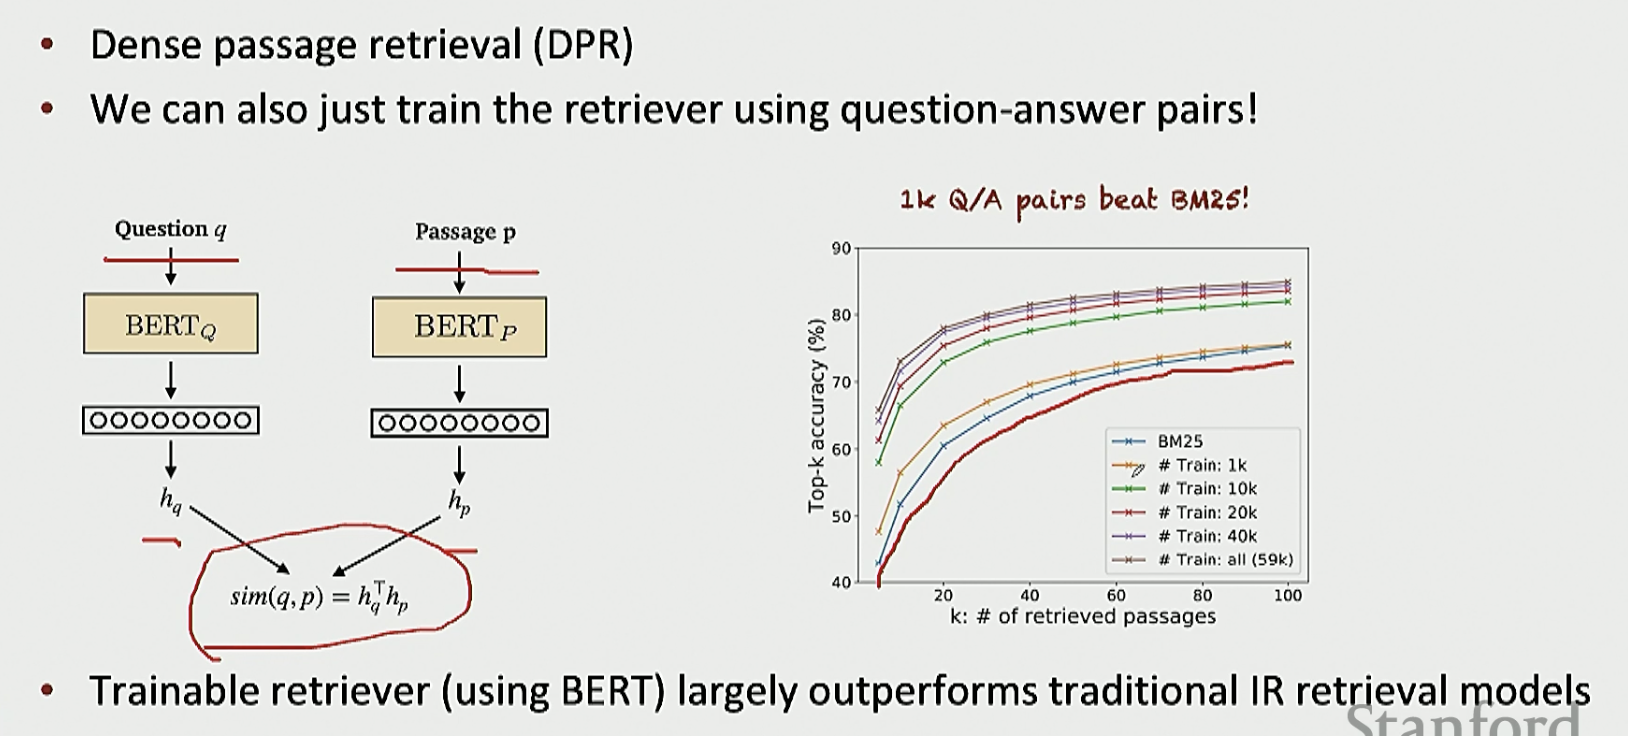 • Dense passage retrieval (DPR)
• We can also just train the retriever using question-answer pairs!
1k Q/A pairs beat BM25!
Question q
Passage p
BERT_Q
BERT_P
h_q
h_p
sim(q, p) = h_q^⊤h_p
Top-k accuracy (%)
90
80
70
60
50
40
20 40 60 80 100
k: # of retrieved passages
BM25
# Train: 1k
# Train: 10k
# Train: 20k
# Train: 40k
# Train: all (59k)
• Trainable retriever (using BERT) largely outperforms traditional IR retrieval models
Stanford